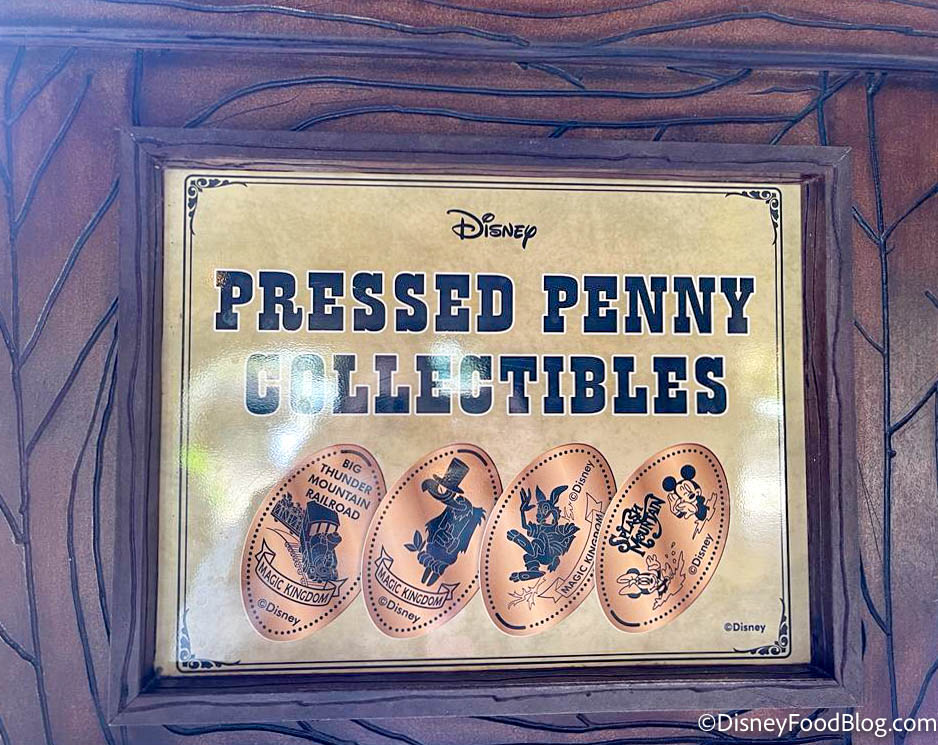 Disney
PRESSED PENNY
COLLECTIBLES
BIG
THUNDER
MOUNTAIN
RAILROAD
MAGIC KINGDOM
©Disney
MAGIC KINGDOM
©Disney
©Disney
MAGIC KINGDOM
SPLASH
MOUNTAIN
©Disney
©Disney
©DisneyFoodBlog.com